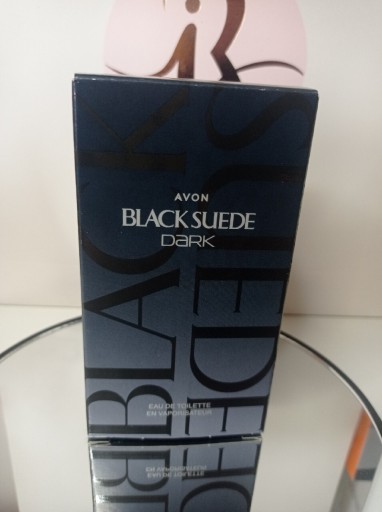 AVON
BLACK SUEDE
DARK
BLACK
SUEDE
EAU DE TOILETTE
EN VAPORISATEUR